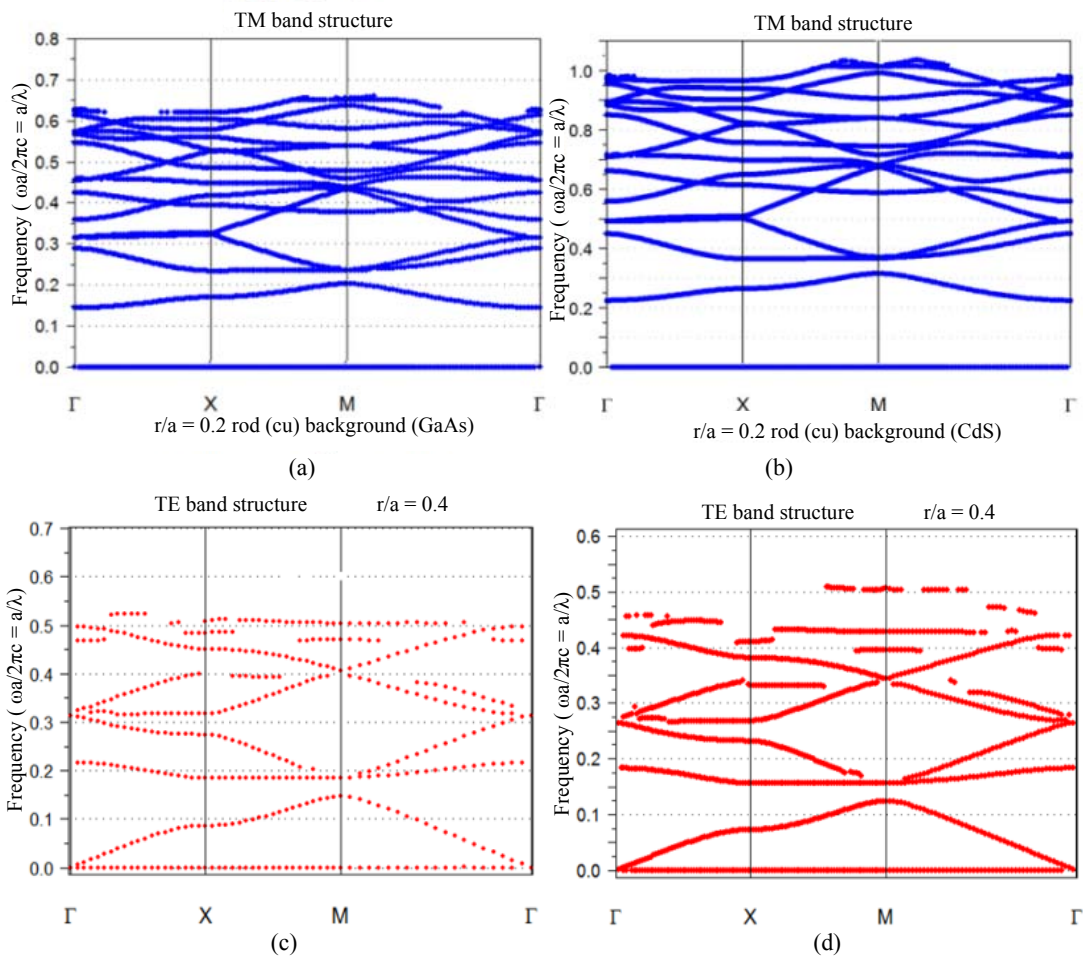 TM band structure
0.8
0.7
0.6
0.5
0.4
0.3
0.2
0.1
0.0
Frequency ( ωa/2πc = a/λ)
Γ X M Γ
r/a = 0.2 rod (cu) background (GaAs)
(a)
TM band structure
1.0
0.8
0.6
0.4
0.2
0.0
Frequency ( ωa/2πc = a/λ)
Γ X M Γ
r/a = 0.2 rod (cu) background (CdS)
(b)
TE band structure r/a = 0.4
0.7
0.6
0.5
0.4
0.3
0.2
0.1
0.0
Frequency ( ωa/2πc = a/λ)
Γ X M Γ
(c)
TE band structure r/a = 0.4
0.6
0.5
0.4
0.3
0.2
0.1
0.0
Frequency ( ωa/2πc = a/λ)
Γ X M Γ
(d)